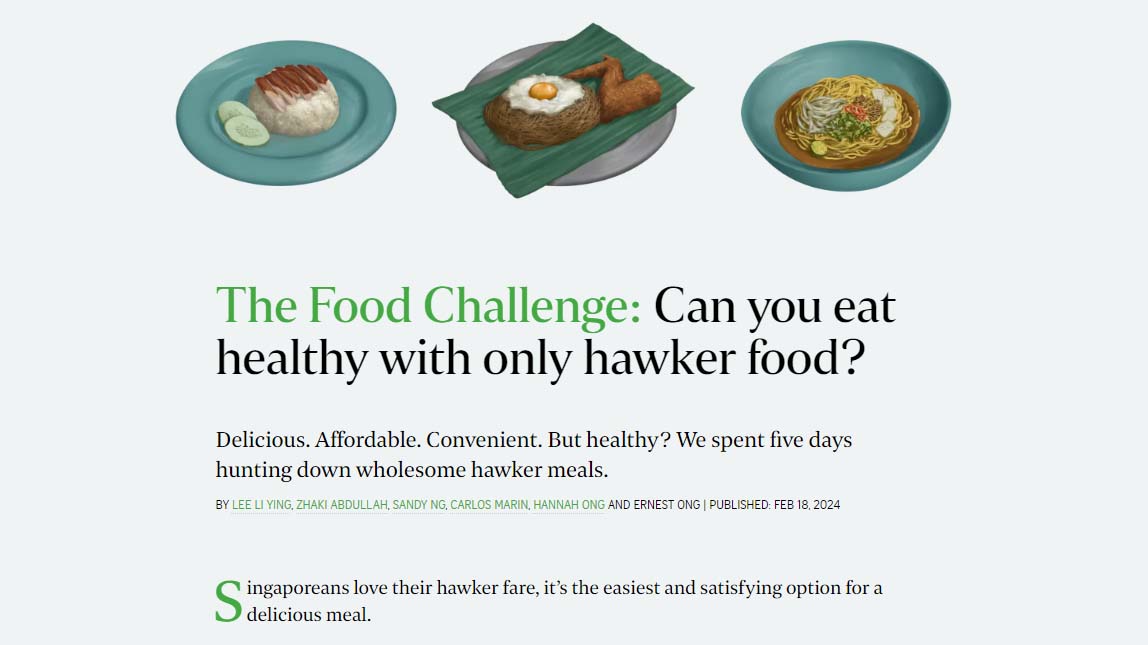 The Food Challenge: Can you eat
healthy with only hawker food?
Delicious. Affordable. Convenient. But healthy? We spent five days
hunting down wholesome hawker meals.
BY LEE LI YING, ZHAKI ABDULLAH, SANDY NG, CARLOS MARIN, HANNAH ONG AND ERNEST ONG | PUBLISHED: FEB 18, 2024
Singaporeans love their hawker fare, it’s the easiest and satisfying option for a
delicious meal.